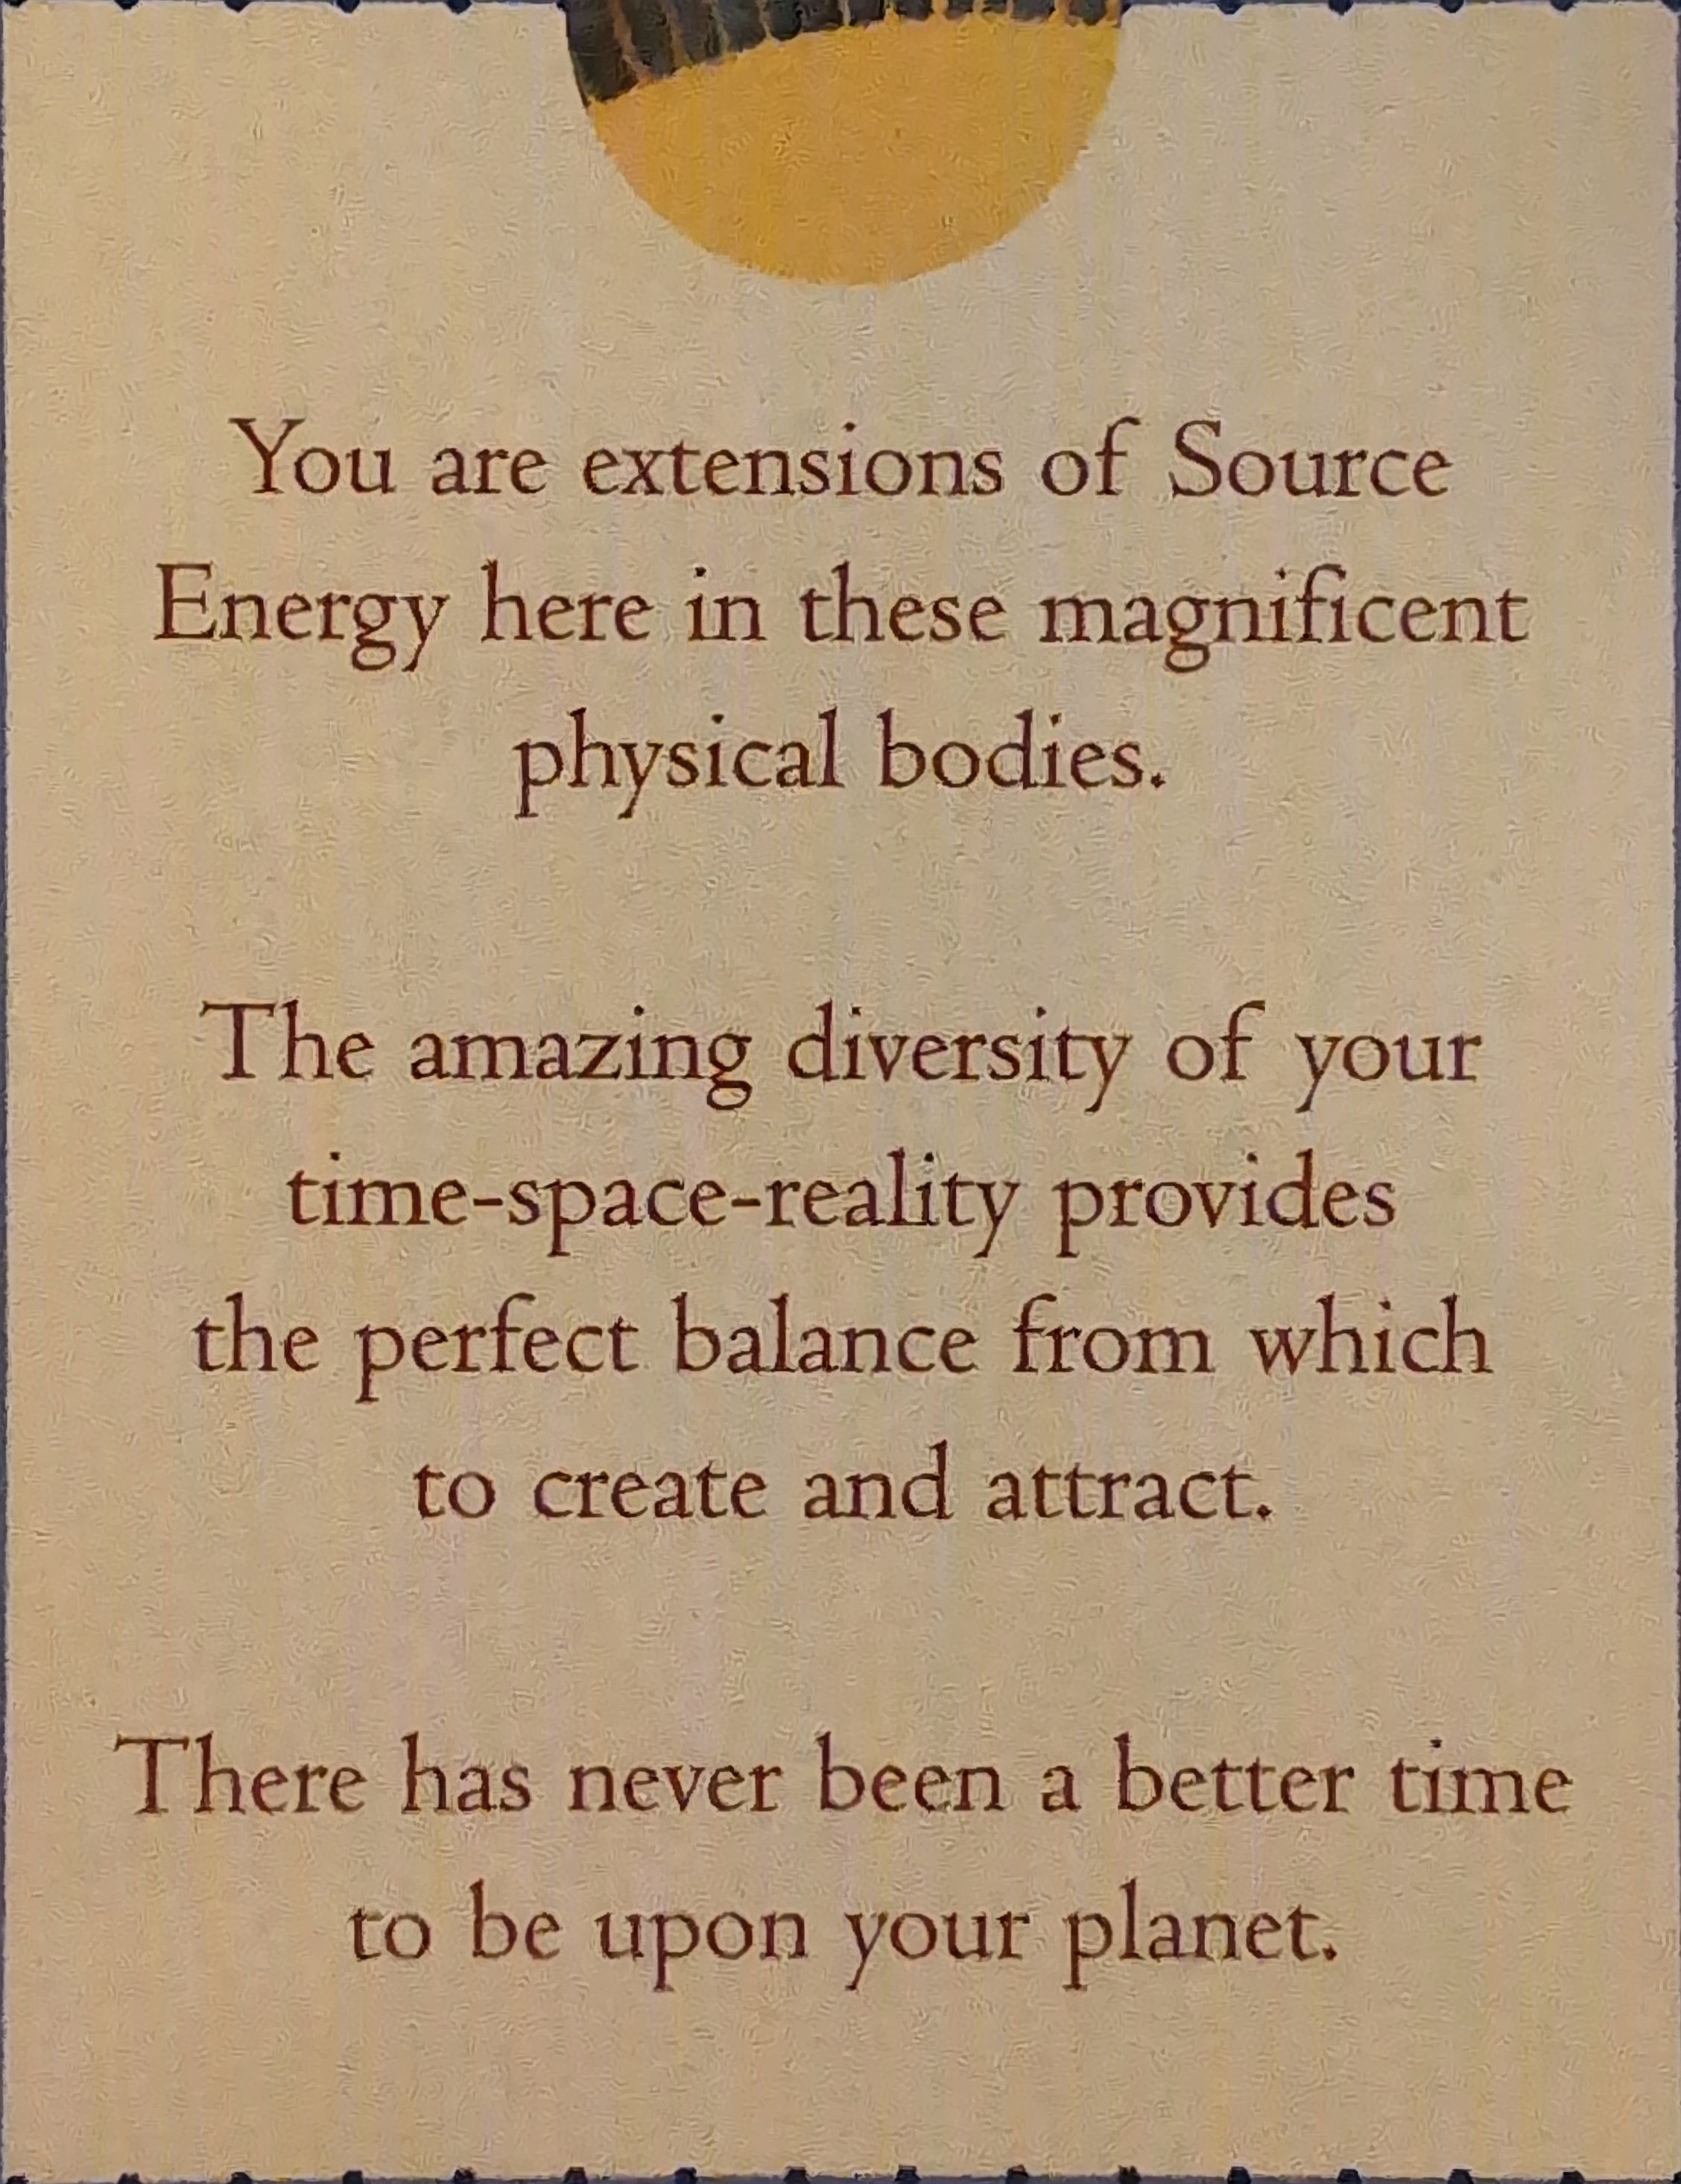 You are extensions of Source
Energy here in these magnificent
physical bodies.
The amazing diversity of your
time-space-reality provides
the perfect balance from which
to create and attract.
There has never been a better time
to be upon your planet.